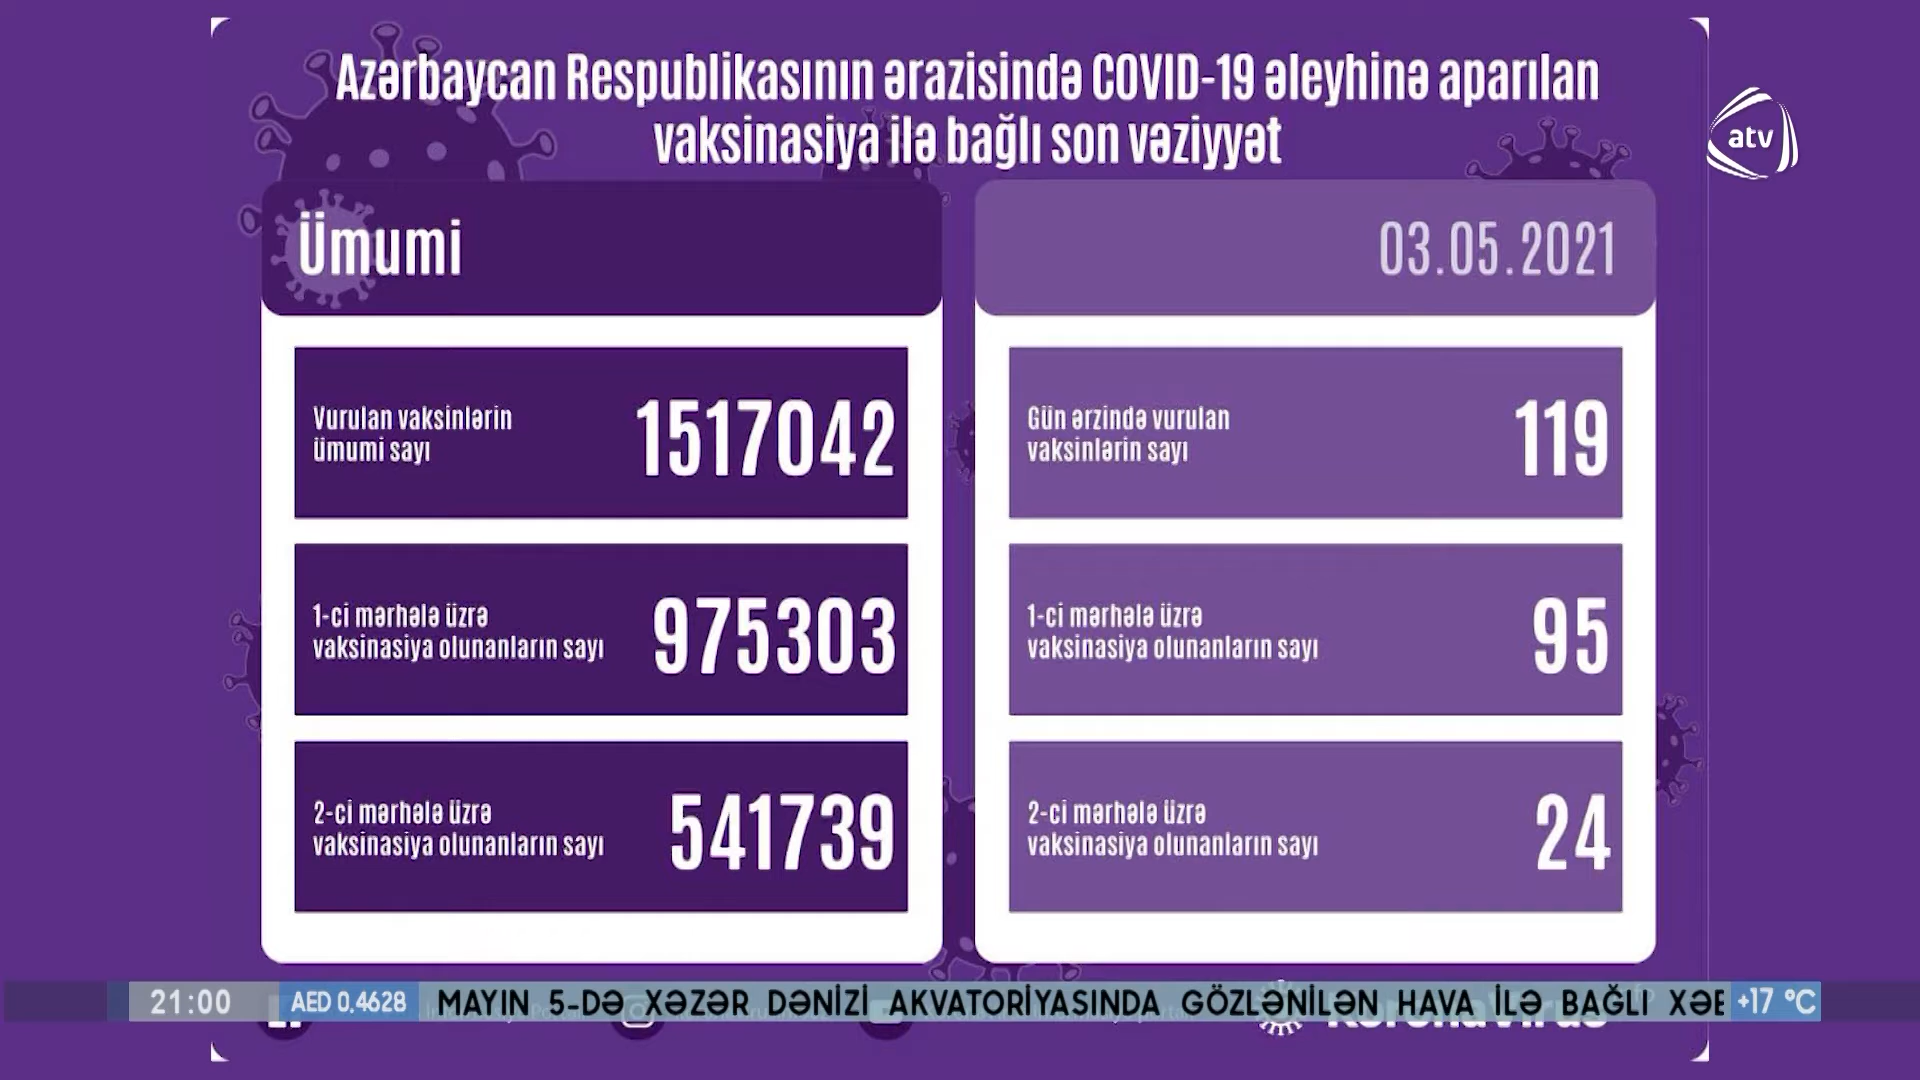 Azərbaycan Respublikasının ərazisində COVID-19 əleyhinə aparılan
vaksinasiya ilə bağlı son vəziyyət
atv
Ümumi
Vurulan vaksinlərin
ümumi sayı
1517042
1-ci mərhələ üzrə
vaksinasiya olunanların sayı
975303
2-ci mərhələ üzrə
vaksinasiya olunanların sayı
541739
03.05.2021
Gün ərzində vurulan
vaksinlərin sayı
119
1-ci mərhələ üzrə
vaksinasiya olunanların sayı
95
2-ci mərhələ üzrə
vaksinasiya olunanların sayı
24
21:00
AED 0.4628
MAYIN 5-DƏ XƏZƏR DƏNİZİ AKVATORİYASINDA GÖZLƏNİLƏN HAVA İLƏ BAĞLI XƏB
+17 °C